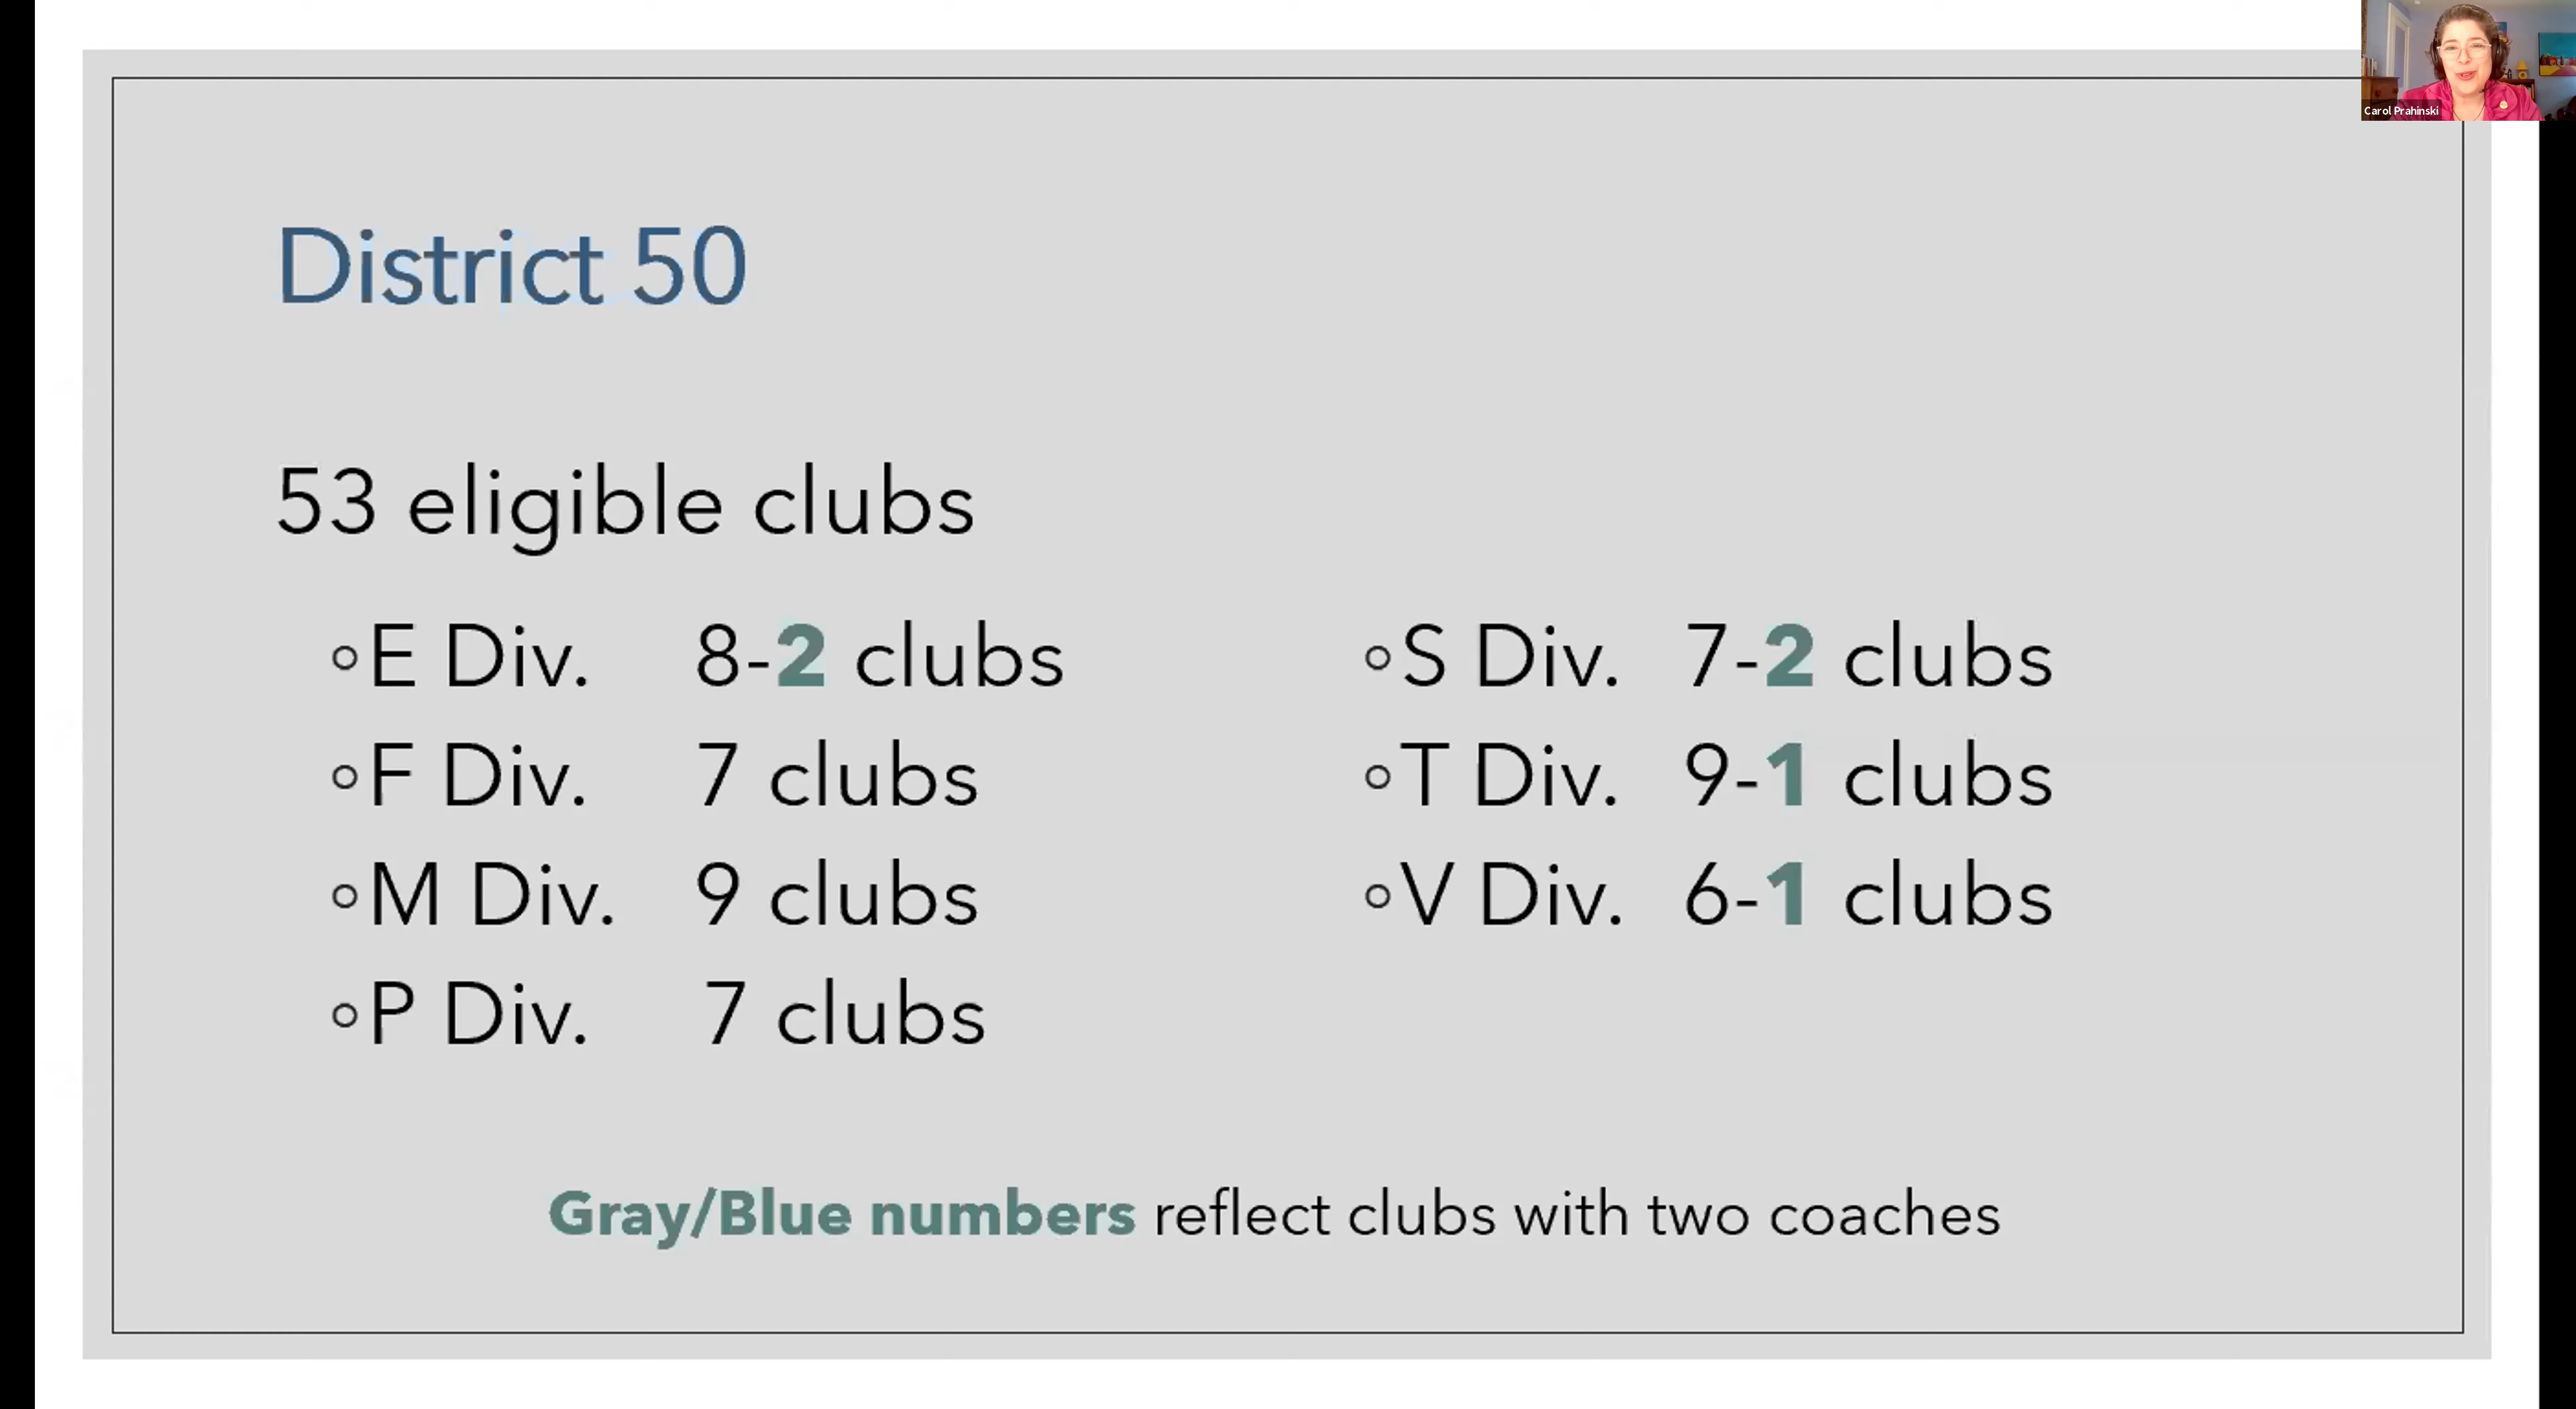 Carol Prahinski
District 50
53 eligible clubs
◦E Div. 8-2 clubs
◦F Div. 7 clubs
◦M Div. 9 clubs
◦P Div. 7 clubs
◦S Div. 7-2 clubs
◦T Div. 9-1 clubs
◦V Div. 6-1 clubs
Gray/Blue numbers reflect clubs with two coaches